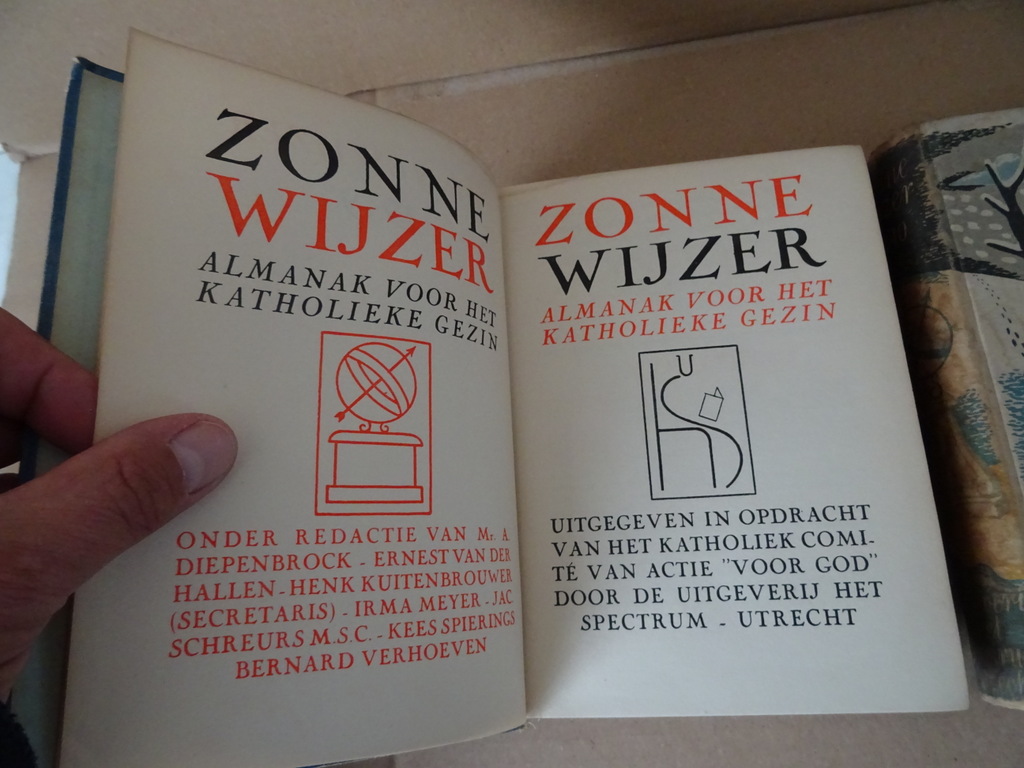 ZONNE
WIJZER
ALMANAK VOOR HET
KATHOLIEKE GEZIN
ONDER REDACTIE VAN Mr. A.
DIEPENBROCK - ERNEST VAN DER
HALLEN - HENK KUITENBROUWER
(SECRETARIS) - IRMA MEYER - JAC.
SCHREURS M.S.C. - KEES SPIERINGS
BERNARD VERHOEVEN
ZONNE
WIJZER
ALMANAK VOOR HET
KATHOLIEKE GEZIN
UITGEGEVEN IN OPDRACHT
VAN HET KATHOLIEK COMI-
TÉ VAN ACTIE "VOOR GOD"
DOOR DE UITGEVERIJ HET
SPECTRUM - UTRECHT